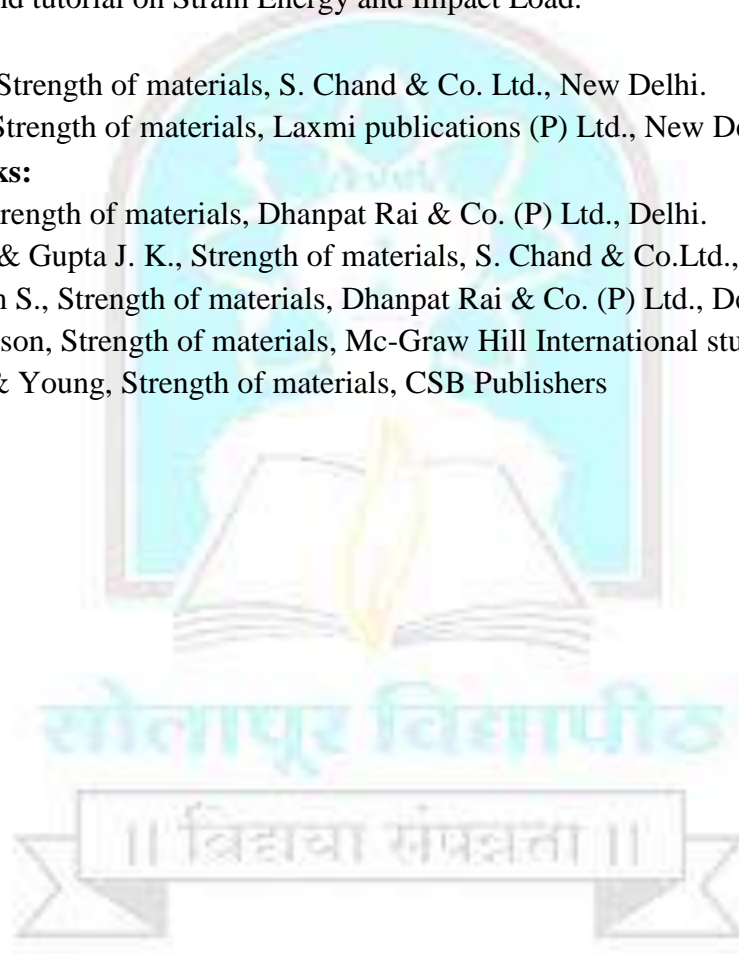 nd tutorial on Strain Energy and Impact Load.
Strength of materials, S. Chand & Co. Ltd., New Delhi.
Strength of materials, Laxmi publications (P) Ltd., New De
ks:
trength of materials, Dhanpat Rai & Co. (P) Ltd., Delhi.
& Gupta J. K., Strength of materials, S. Chand & Co.Ltd.,
n S., Strength of materials, Dhanpat Rai & Co. (P) Ltd., De
son, Strength of materials, Mc-Graw Hill International stu
& Young, Strength of materials, CSB Publishers
सोलापूर विद्यापीठ
|| विद्यया संपन्नता ||